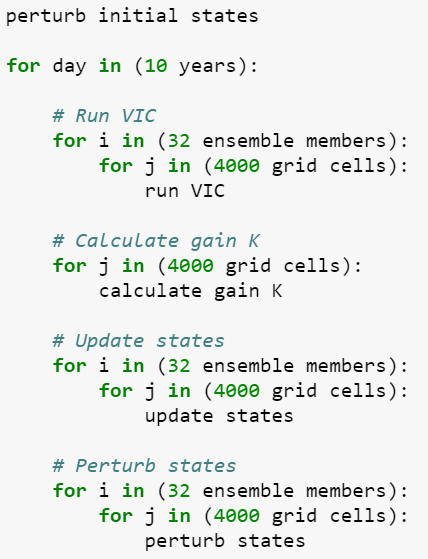 perturb initial states
for day in (10 years):
# Run VIC
for i in (32 ensemble members):
for j in (4000 grid cells):
run VIC
# Calculate gain K
for j in (4000 grid cells):
calculate gain K
# Update states
for i in (32 ensemble members):
for j in (4000 grid cells):
update states
# Perturb states
for i in (32 ensemble members):
for j in (4000 grid cells):
perturb states